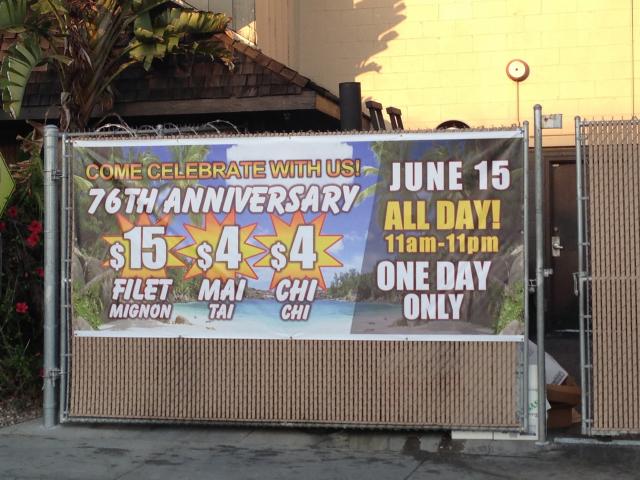 COME CELEBRATE WITH US!
76TH ANNIVERSARY
$15 $4 $4
FILET MAI CHI
MIGNON TAI CHI
JUNE 15
ALL DAY!
11am-11pm
ONE DAY
ONLY